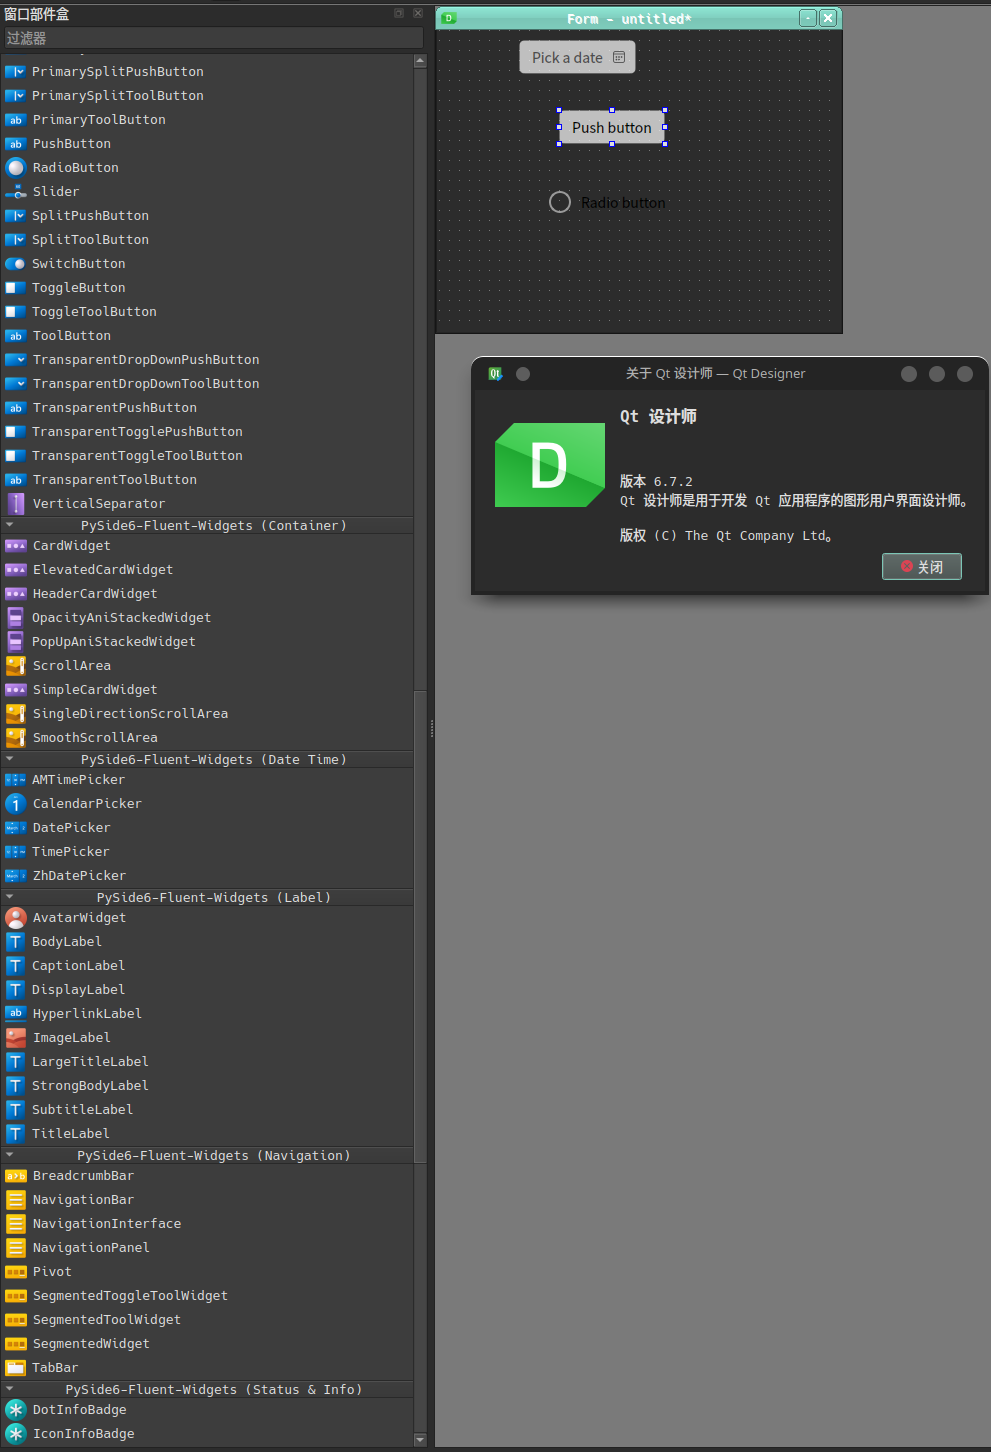 窗口部件盒
过滤器
PrimarySplitPushButton
PrimarySplitToolButton
PrimaryToolButton
PushButton
RadioButton
Slider
SplitPushButton
SplitToolButton
SwitchButton
ToggleButton
ToggleToolButton
ToolButton
TransparentDropDownPushButton
TransparentDropDownToolButton
TransparentPushButton
TransparentTogglePushButton
TransparentToggleToolButton
TransparentToolButton
VerticalSeparator
PySide6-Fluent-Widgets (Container)
CardWidget
ElevatedCardWidget
HeaderCardWidget
OpacityAniStackedWidget
PopUpAniStackedWidget
ScrollArea
SimpleCardWidget
SingleDirectionScrollArea
SmoothScrollArea
PySide6-Fluent-Widgets (Date Time)
AMTimePicker
CalendarPicker
DatePicker
TimePicker
ZhDatePicker
PySide6-Fluent-Widgets (Label)
AvatarWidget
BodyLabel
CaptionLabel
DisplayLabel
HyperlinkLabel
ImageLabel
LargeTitleLabel
StrongBodyLabel
SubtitleLabel
TitleLabel
PySide6-Fluent-Widgets (Navigation)
BreadcrumbBar
NavigationBar
NavigationInterface
NavigationPanel
Pivot
SegmentedToggleToolWidget
SegmentedToolWidget
SegmentedWidget
TabBar
PySide6-Fluent-Widgets (Status & Info)
DotInfoBadge
IconInfoBadge
Form - untitled*
Pick a date
Push button
Radio button
关于 Qt 设计师 — Qt Designer
D
Qt 设计师
版本 6.7.2
Qt 设计师是用于开发 Qt 应用程序的图形用户界面设计师。
版权 (C) The Qt Company Ltd。
关闭